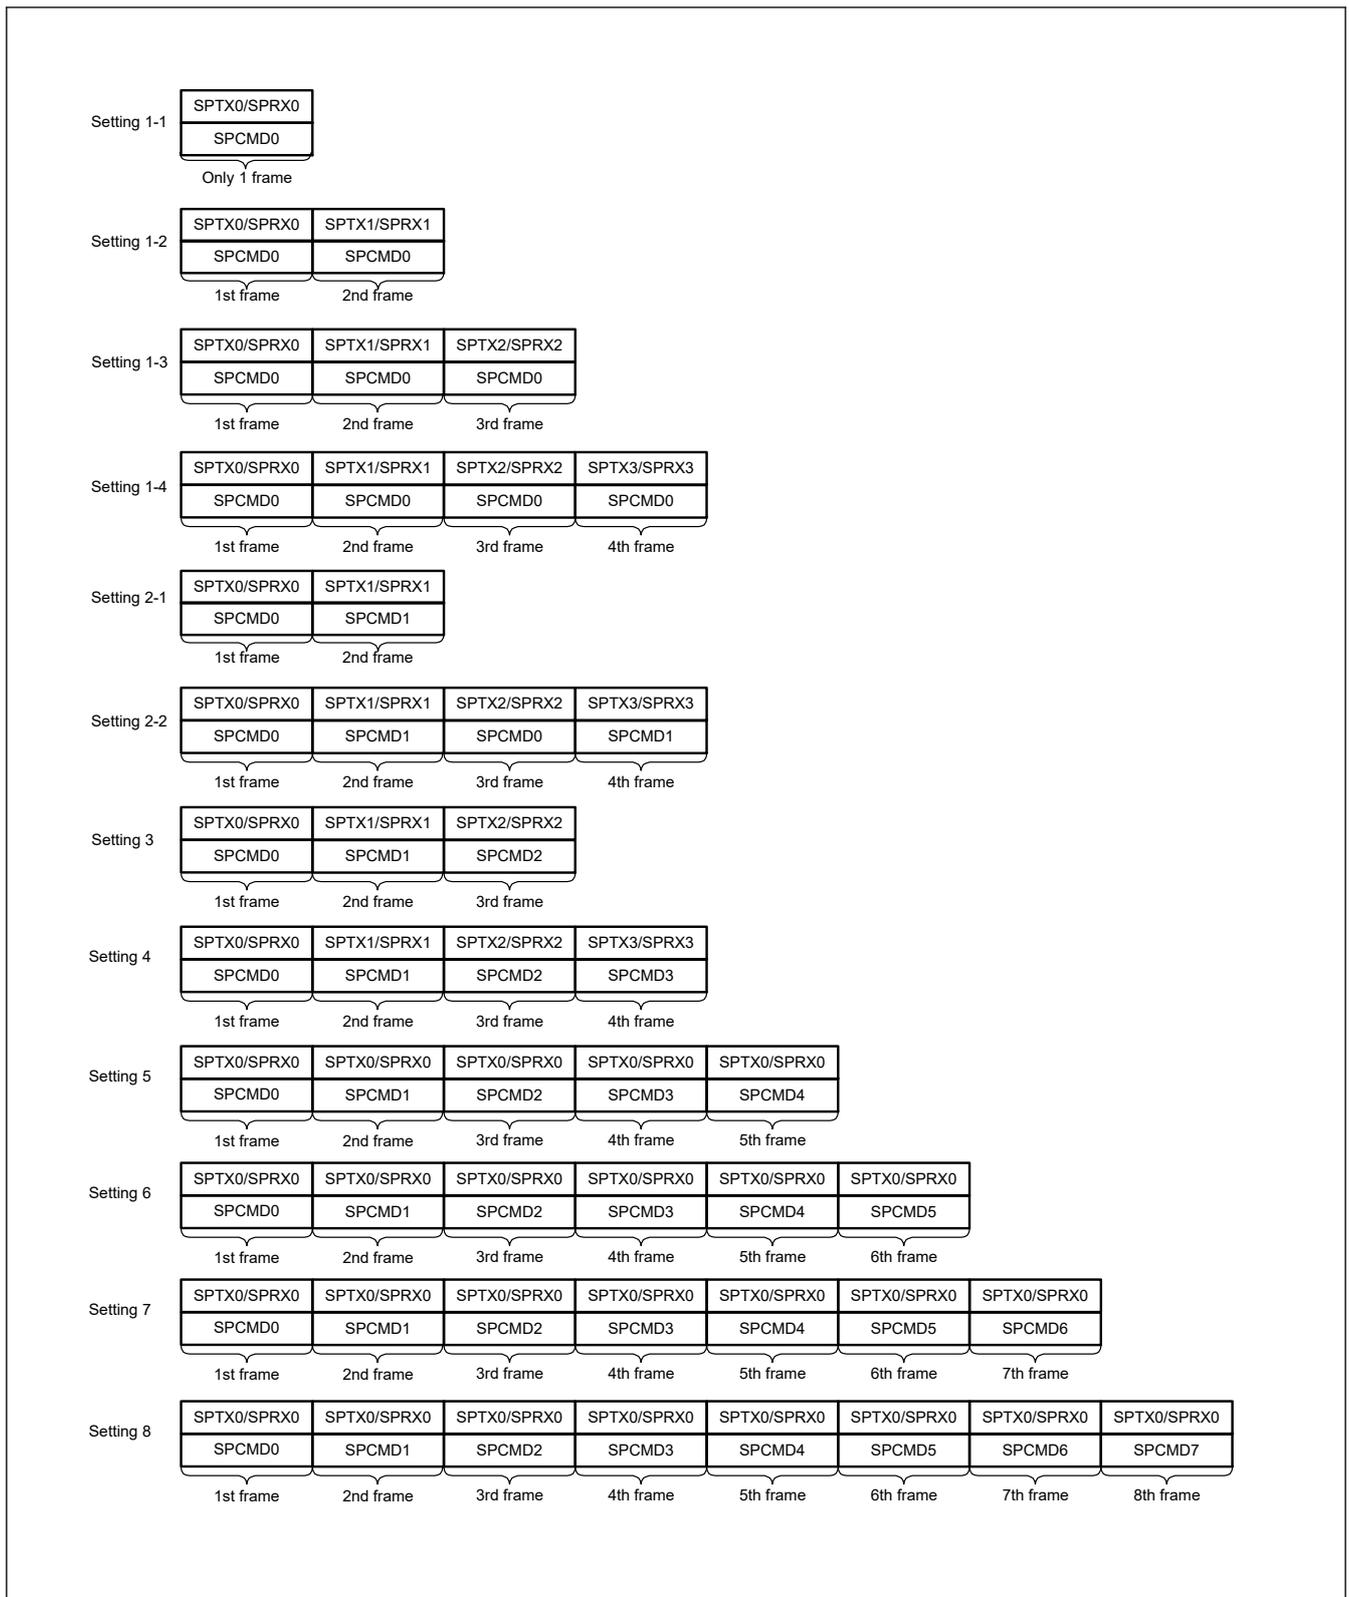 SPTX0/SPRX0
Setting 1-1
SPCMD0
Only 1 frame
SPTX0/SPRX0 SPTX1/SPRX1
Setting 1-2
SPCMD0 SPCMD0
1st frame 2nd frame
SPTX0/SPRX0 SPTX1/SPRX1 SPTX2/SPRX2
Setting 1-3
SPCMD0 SPCMD0 SPCMD0
1st frame 2nd frame 3rd frame
SPTX0/SPRX0 SPTX1/SPRX1 SPTX2/SPRX2 SPTX3/SPRX3
Setting 1-4
SPCMD0 SPCMD0 SPCMD0 SPCMD0
1st frame 2nd frame 3rd frame 4th frame
SPTX0/SPRX0 SPTX1/SPRX1
Setting 2-1
SPCMD0 SPCMD1
1st frame 2nd frame
SPTX0/SPRX0 SPTX1/SPRX1 SPTX2/SPRX2 SPTX3/SPRX3
Setting 2-2
SPCMD0 SPCMD1 SPCMD0 SPCMD1
1st frame 2nd frame 3rd frame 4th frame
SPTX0/SPRX0 SPTX1/SPRX1 SPTX2/SPRX2
Setting 3
SPCMD0 SPCMD1 SPCMD2
1st frame 2nd frame 3rd frame
SPTX0/SPRX0 SPTX1/SPRX1 SPTX2/SPRX2 SPTX3/SPRX3
Setting 4
SPCMD0 SPCMD1 SPCMD2 SPCMD3
1st frame 2nd frame 3rd frame 4th frame
SPTX0/SPRX0 SPTX0/SPRX0 SPTX0/SPRX0 SPTX0/SPRX0 SPTX0/SPRX0
Setting 5
SPCMD0 SPCMD1 SPCMD2 SPCMD3 SPCMD4
1st frame 2nd frame 3rd frame 4th frame 5th frame
SPTX0/SPRX0 SPTX0/SPRX0 SPTX0/SPRX0 SPTX0/SPRX0 SPTX0/SPRX0 SPTX0/SPRX0
Setting 6
SPCMD0 SPCMD1 SPCMD2 SPCMD3 SPCMD4 SPCMD5
1st frame 2nd frame 3rd frame 4th frame 5th frame 6th frame
SPTX0/SPRX0 SPTX0/SPRX0 SPTX0/SPRX0 SPTX0/SPRX0 SPTX0/SPRX0 SPTX0/SPRX0 SPTX0/SPRX0
Setting 7
SPCMD0 SPCMD1 SPCMD2 SPCMD3 SPCMD4 SPCMD5 SPCMD6
1st frame 2nd frame 3rd frame 4th frame 5th frame 6th frame 7th frame
SPTX0/SPRX0 SPTX0/SPRX0 SPTX0/SPRX0 SPTX0/SPRX0 SPTX0/SPRX0 SPTX0/SPRX0 SPTX0/SPRX0 SPTX0/SPRX0
Setting 8
SPCMD0 SPCMD1 SPCMD2 SPCMD3 SPCMD4 SPCMD5 SPCMD6 SPCMD7
1st frame 2nd frame 3rd frame 4th frame 5th frame 6th frame 7th frame 8th frame